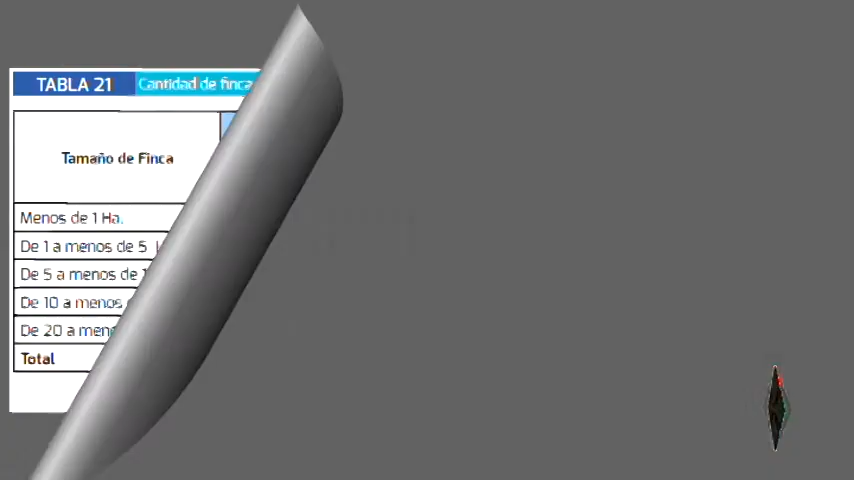 TABLA 21 Cantidad de finca
Tamaño de Finca
Menos de 1 Ha.
De 1 a menos de 5
De 5 a menos de
De 10 a menos
De 20 a
Total